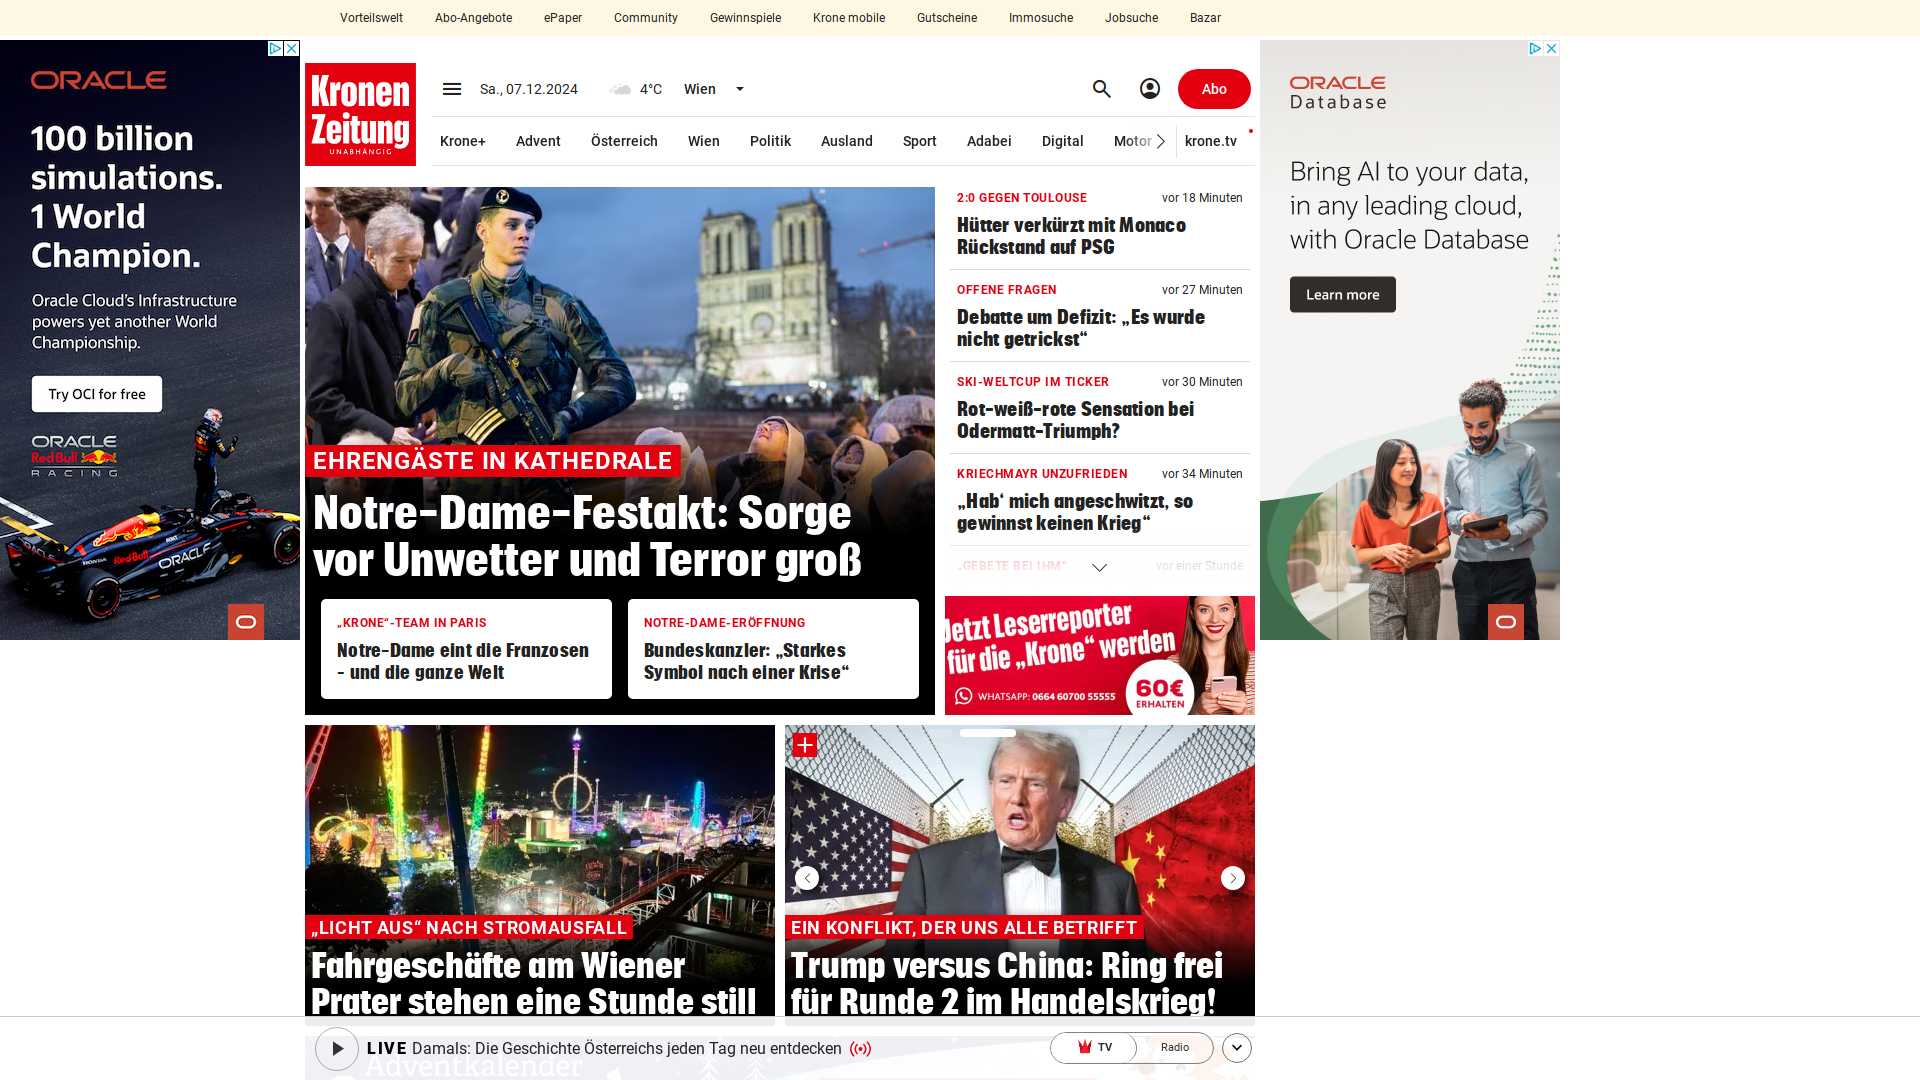 Vorteilswelt Abo-Angebote ePaper Community Gewinnspiele Krone mobile Gutscheine Immosuche Jobsuche Bazar
ORACLE
100 billion
simulations.
1 World
Champion.
Oracle Cloud's Infrastructure
powers yet another World
Championship.
Try OCI for free
ORACLE
Red Bull
RACING
Kronen
Zeitung
UNABHÄNGIG
Sa., 07.12.2024 4°C Wien
Abo
Krone+ Advent Österreich Wien Politik Ausland Sport Adabei Digital Motor krone.tv
EHRENGÄSTE IN KATHEDRALE
Notre-Dame-Festakt: Sorge
vor Unwetter und Terror groß
„KRONE“-TEAM IN PARIS
Notre-Dame eint die Franzosen
- und die ganze Welt
NOTRE-DAME-ERÖFFNUNG
Bundeskanzler: „Starkes
Symbol nach einer Krise“
2:0 GEGEN TOULOUSE vor 18 Minuten
Hütter verkürzt mit Monaco
Rückstand auf PSG
OFFENE FRAGEN vor 27 Minuten
Debatte um Defizit: „Es wurde
nicht getrickst“
SKI-WELTCUP IM TICKER vor 30 Minuten
Rot-weiß-rote Sensation bei
Odermatt-Triumph?
KRIECHMAYR UNZUFRIEDEN vor 34 Minuten
„Hab‘ mich angeschwitzt, so
gewinnst keinen Krieg“
„GEBETE BEI IHM“ vor einer Stunde
Jetzt Leserreporter
für die „Krone“ werden
WHATSAPP: 0664 60700 55555
60€
ERHALTEN
ORACLE
Database
Bring AI to your data,
in any leading cloud,
with Oracle Database
Learn more
„LICHT AUS“ NACH STROMAUSFALL
Fahrgeschäfte am Wiener
Prater stehen eine Stunde still
EIN KONFLIKT, DER UNS ALLE BETRIFFT
Trump versus China: Ring frei
für Runde 2 im Handelskrieg!
LIVE Damals: Die Geschichte Österreichs jeden Tag neu entdecken
TV Radio
Adventkalender